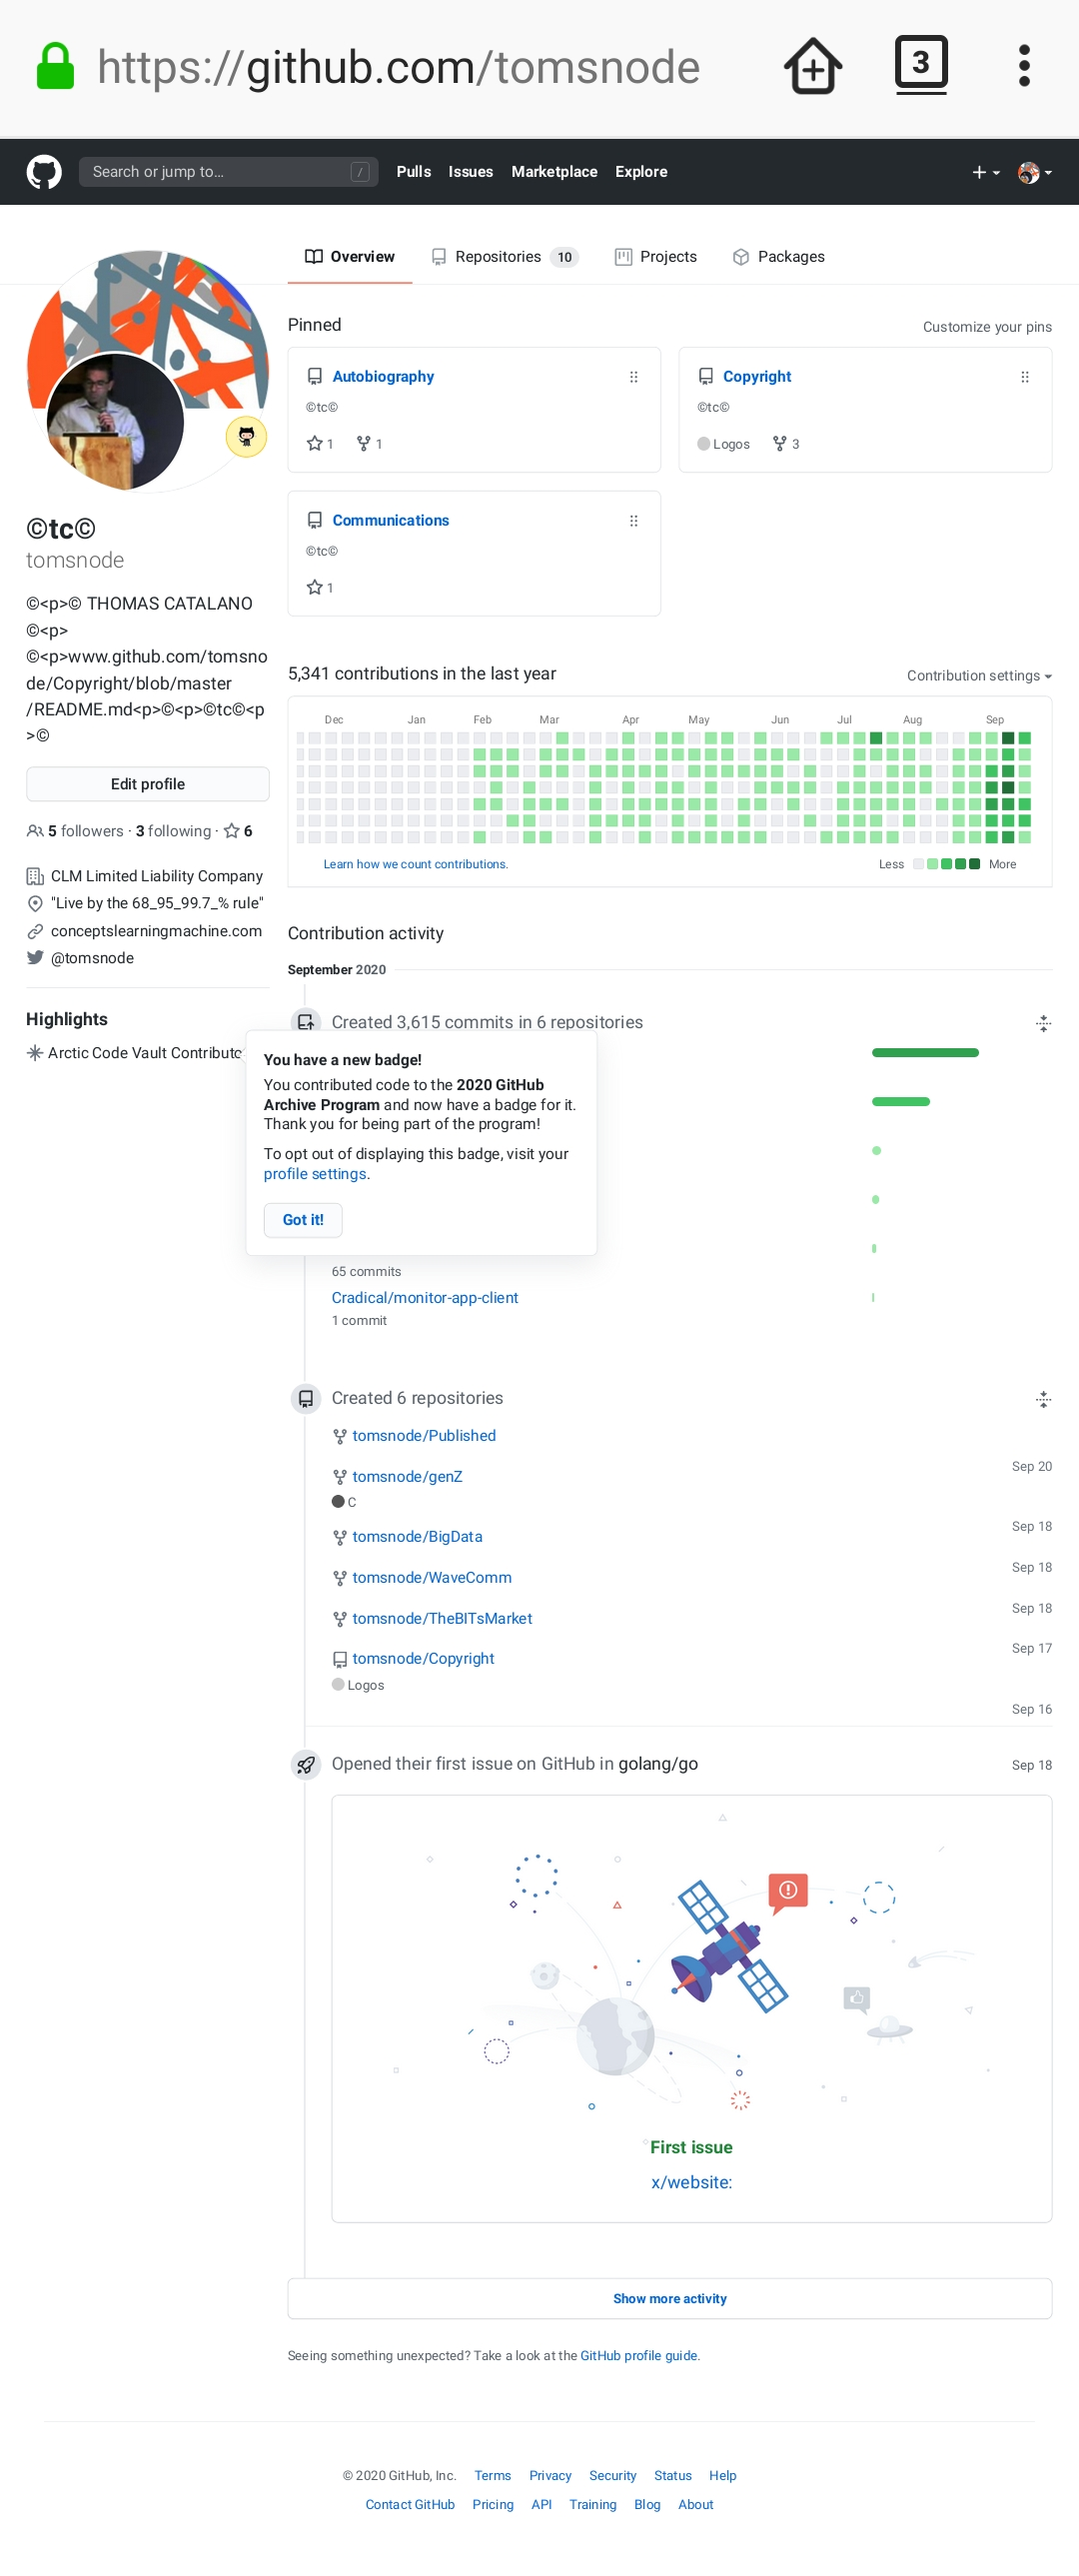 https://github.com/tomsnode
3
Search or jump to...
/
Pulls Issues Marketplace Explore
Overview Repositories 10 Projects Packages
Pinned
Customize your pins
Autobiography
©tc©
1 1
Copyright
©tc©
Logos 3
Communications
©tc©
1
©tc©
tomsnode
©<p>© THOMAS CATALANO
©<p>
©<p>www.github.com/tomsno
de/Copyright/blob/master
/README.md<p>©<p>©tc©<p
>©
Edit profile
5 followers · 3 following · 6
CLM Limited Liability Company
"Live by the 68_95_99.7_% rule"
conceptslearningmachine.com
@tomsnode
Highlights
Arctic Code Vault Contributo
5,341 contributions in the last year
Contribution settings
Dec Jan Feb Mar Apr May Jun Jul Aug Sep
Learn how we count contributions.
Less More
Contribution activity
September 2020
Created 3,615 commits in 6 repositories
You have a new badge!
You contributed code to the 2020 GitHub
Archive Program and now have a badge for it.
Thank you for being part of the program!
To opt out of displaying this badge, visit your
profile settings.
Got it!
65 commits
Cradical/monitor-app-client
1 commit
Created 6 repositories
tomsnode/Published
Sep 20
tomsnode/genZ
C
Sep 18
tomsnode/BigData
Sep 18
tomsnode/WaveComm
Sep 18
tomsnode/TheBITsMarket
Sep 17
tomsnode/Copyright
Logos
Sep 16
Opened their first issue on GitHub in golang/go
Sep 18
First issue
x/website:
Show more activity
Seeing something unexpected? Take a look at the GitHub profile guide.
© 2020 GitHub, Inc. Terms Privacy Security Status Help
Contact GitHub Pricing API Training Blog About